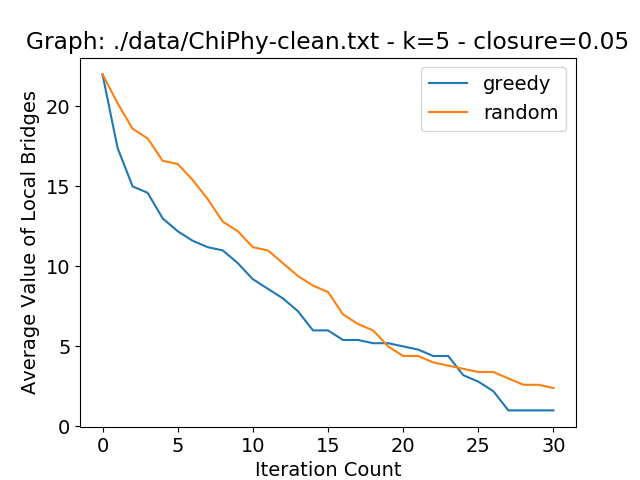 Graph: ./data/ChiPhy-clean.txt - k=5 - closure=0.05
greedy
random
Average Value of Local Bridges
20
15
10
5
0
0 5 10 15 20 25 30
Iteration Count